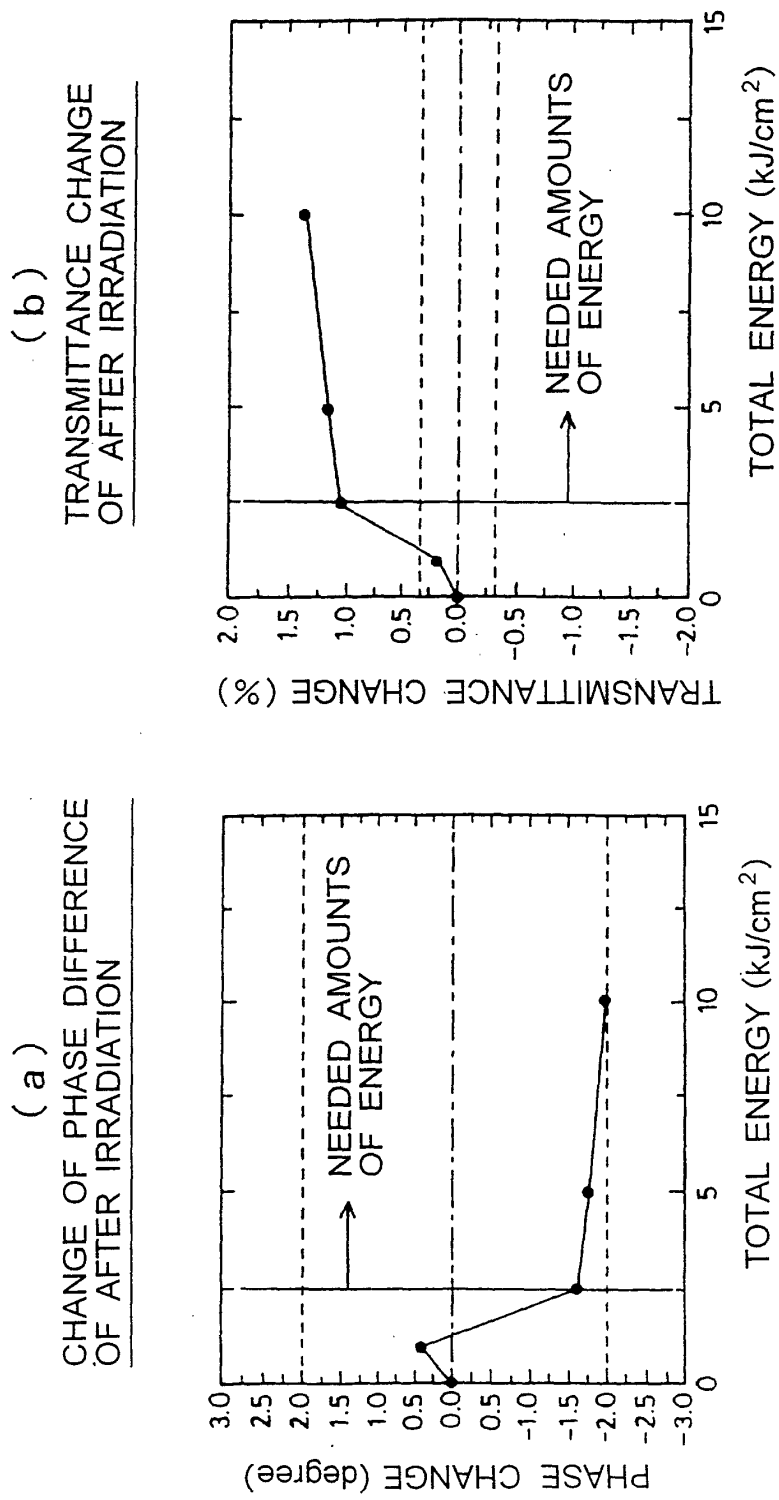 (a)
CHANGE OF PHASE DIFFERENCE
OF AFTER IRRADIATION
PHASE CHANGE (degree)
3.0
2.5
2.0
1.5
1.0
0.5
0.0
0.5
-1.0
-1.5
-2.0
-2.5
-3.0
NEEDED AMOUNTS
OF ENERGY
0 5 10 15
TOTAL ENERGY (kJ/cm²)
(b)
TRANSMITTANCE CHANGE
OF AFTER IRRADIATION
TRANSMITTANCE CHANGE (%)
2.0
1.5
1.0
0.5
0.0
-0.5
-1.0
-1.5
-2.0
NEEDED AMOUNTS
OF ENERGY
0 5 10 15
TOTAL ENERGY (kJ/cm²)